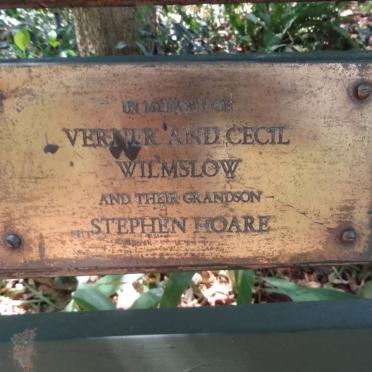 IN MEMORY OF
VERNER AND CECIL
WILMSLOW
AND THEIR GRANDSON
STEPHEN HOARE